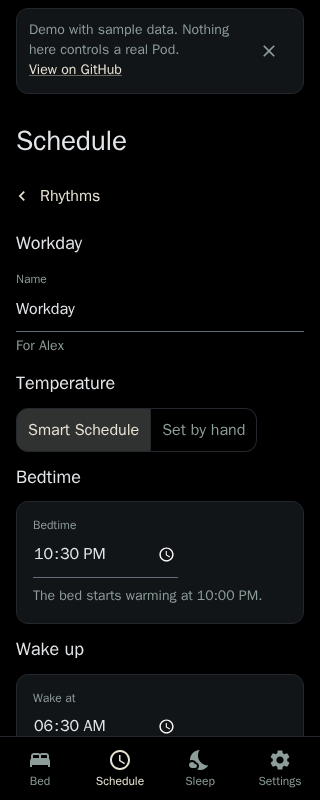 Demo with sample data. Nothing
here controls a real Pod.
View on GitHub
Schedule
Rhythms
Workday
Name
Workday
For Alex
Temperature
Smart Schedule
Set by hand
Bedtime
Bedtime
10:30 PM
The bed starts warming at 10:00 PM.
Wake up
Wake at
06:30 AM
Bed
Schedule
Sleep
Settings